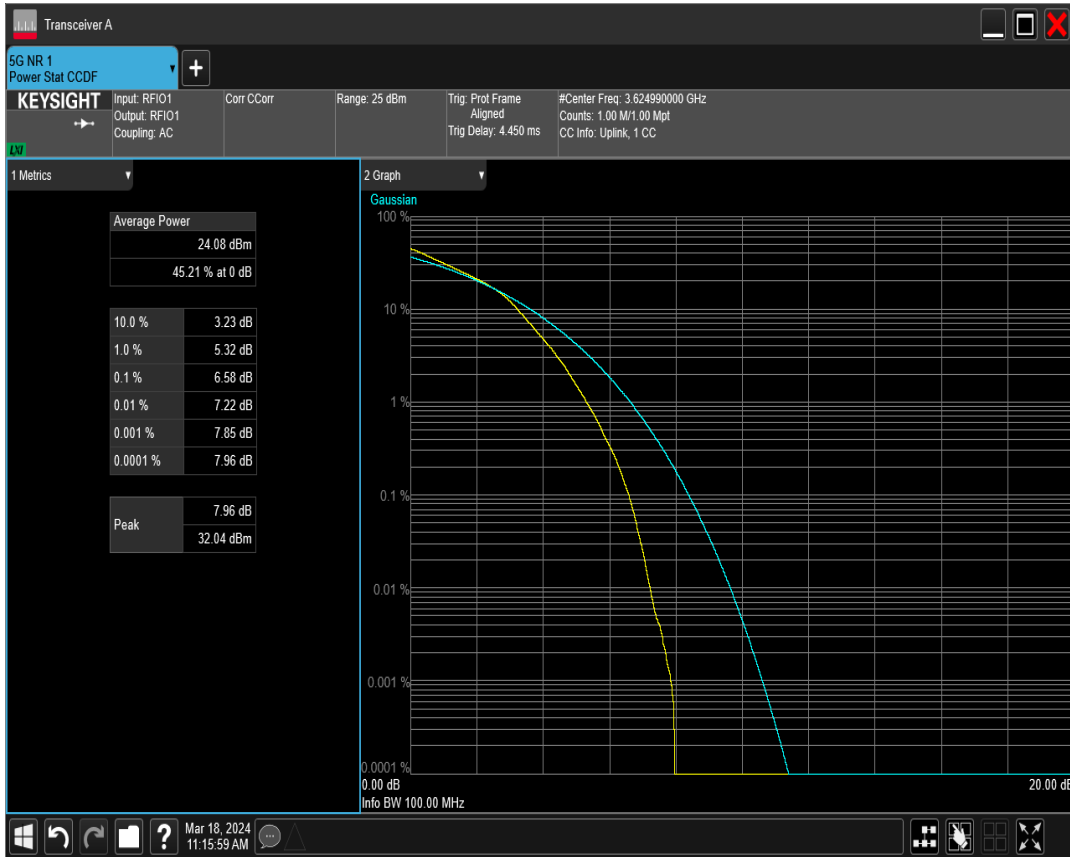 Transceiver A
5G NR 1
Power Stat CCDF
+
KEYSIGHT
LXI
Input: RFIO1
Output: RFIO1
Coupling: AC
Corr CCorr
Range: 25 dBm
Trig: Prot Frame
Aligned
Trig Delay: 4.450 ms
#Center Freq: 3.624990000 GHz
Counts: 1.00 M/1.00 Mpt
CC Info: Uplink, 1 CC
1 Metrics
Average Power
24.08 dBm
45.21 % at 0 dB
10.0 % 3.23 dB
1.0 % 5.32 dB
0.1 % 6.58 dB
0.01 % 7.22 dB
0.001 % 7.85 dB
0.0001 % 7.96 dB
Peak
7.96 dB
32.04 dBm
2 Graph
Gaussian
100 %
10 %
1 %
0.1 %
0.01 %
0.001 %
0.0001 %
0.00 dB
20.00 dB
Info BW 100.00 MHz
?
Mar 18, 2024
11:15:59 AM